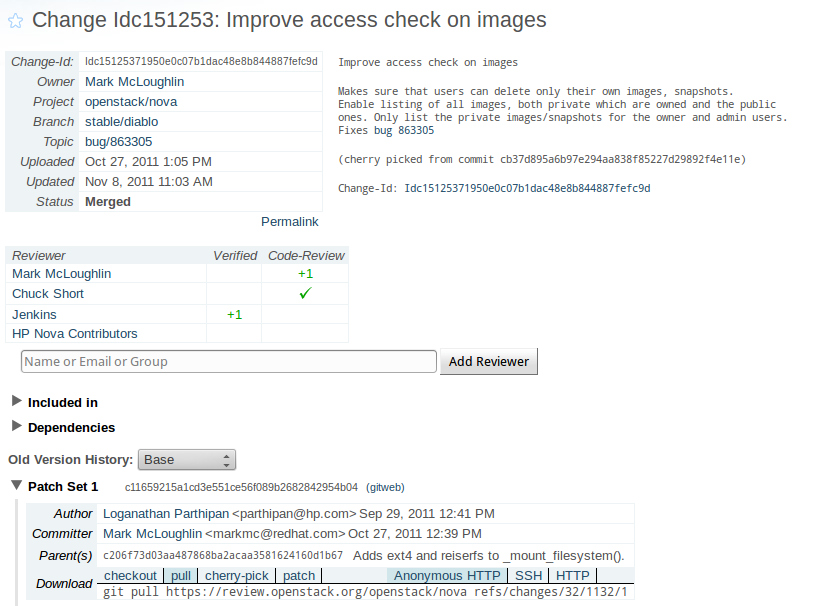 Change Idc151253: Improve access check on images
Change-Id: Idc15125371950e0c07b1dac48e8b844887fefc9d
Owner Mark McLoughlin
Project openstack/nova
Branch stable/diablo
Topic bug/863305
Uploaded Oct 27, 2011 1:05 PM
Updated Nov 8, 2011 11:03 AM
Status Merged
Permalink
Improve access check on images
Makes sure that users can delete only their own images, snapshots.
Enable listing of all images, both private which are owned and the public
ones. Only list the private images/snapshots for the owner and admin users.
Fixes bug 863305
(cherry picked from commit cb37d895a6b97e294aa838f85227d29892f4e11e)
Change-Id: Idc15125371950e0c07b1dac48e8b844887fefc9d
Reviewer Verified Code-Review
Mark McLoughlin +1
Chuck Short ✓
Jenkins +1
HP Nova Contributors
Name or Email or Group Add Reviewer
Included in
Dependencies
Old Version History: Base
Patch Set 1 c11659215a1cd3e551ce56f089b2682842954b04 (gitweb)
Author Loganathan Parthipan <parthipan@hp.com> Sep 29, 2011 12:41 PM
Committer Mark McLoughlin <markmc@redhat.com> Oct 27, 2011 12:39 PM
Parent(s) c206f73d03aa487868ba2acaa3581624160d1b67 Adds ext4 and reiserfs to _mount_filesystem().
Download checkout pull cherry-pick patch Anonymous HTTP SSH HTTP
git pull https://review.openstack.org/openstack/nova refs/changes/32/1132/1